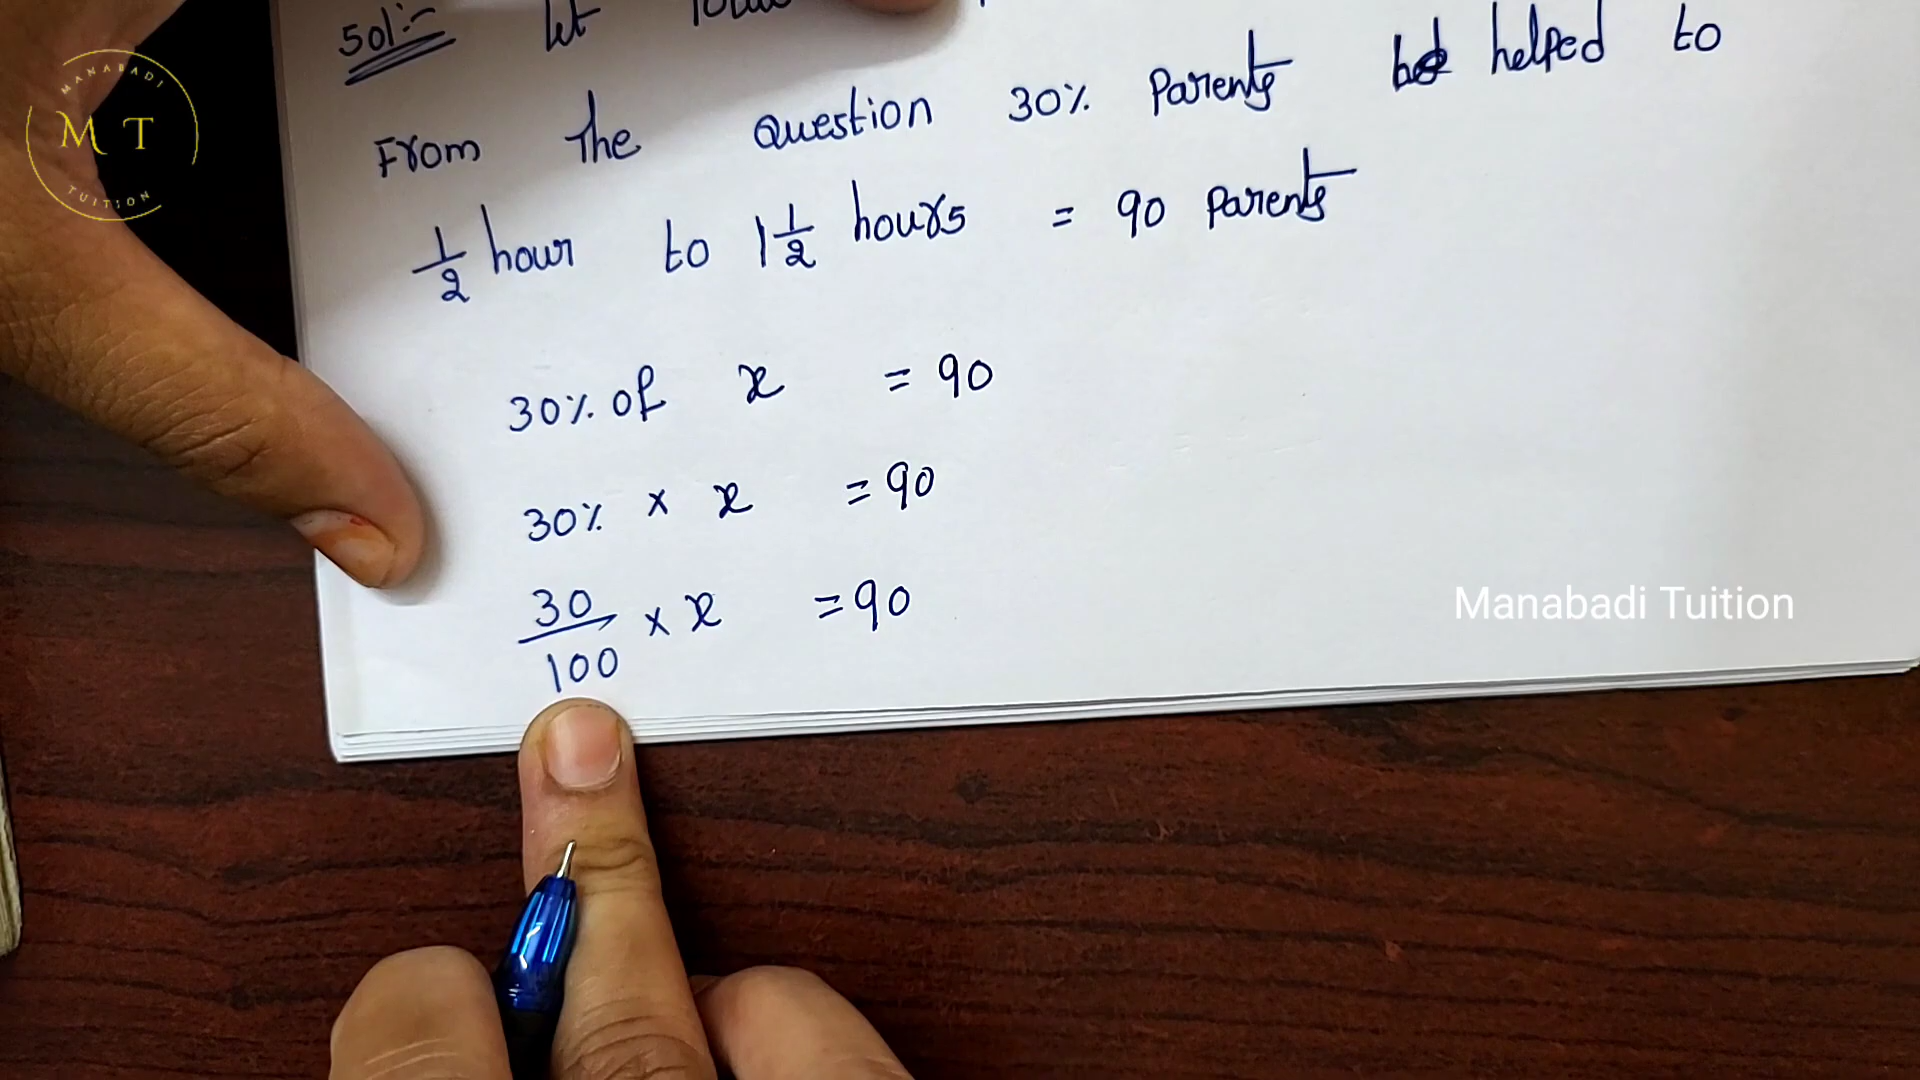 MANABADI
M T
TUITION
Sol:-  Let
From the question 30% Parents helped to
1/2 hour to 1 1/2 hours = 90 Parents
30% of x = 90
30% × x = 90
30/100 × x = 90
Manabadi Tuition